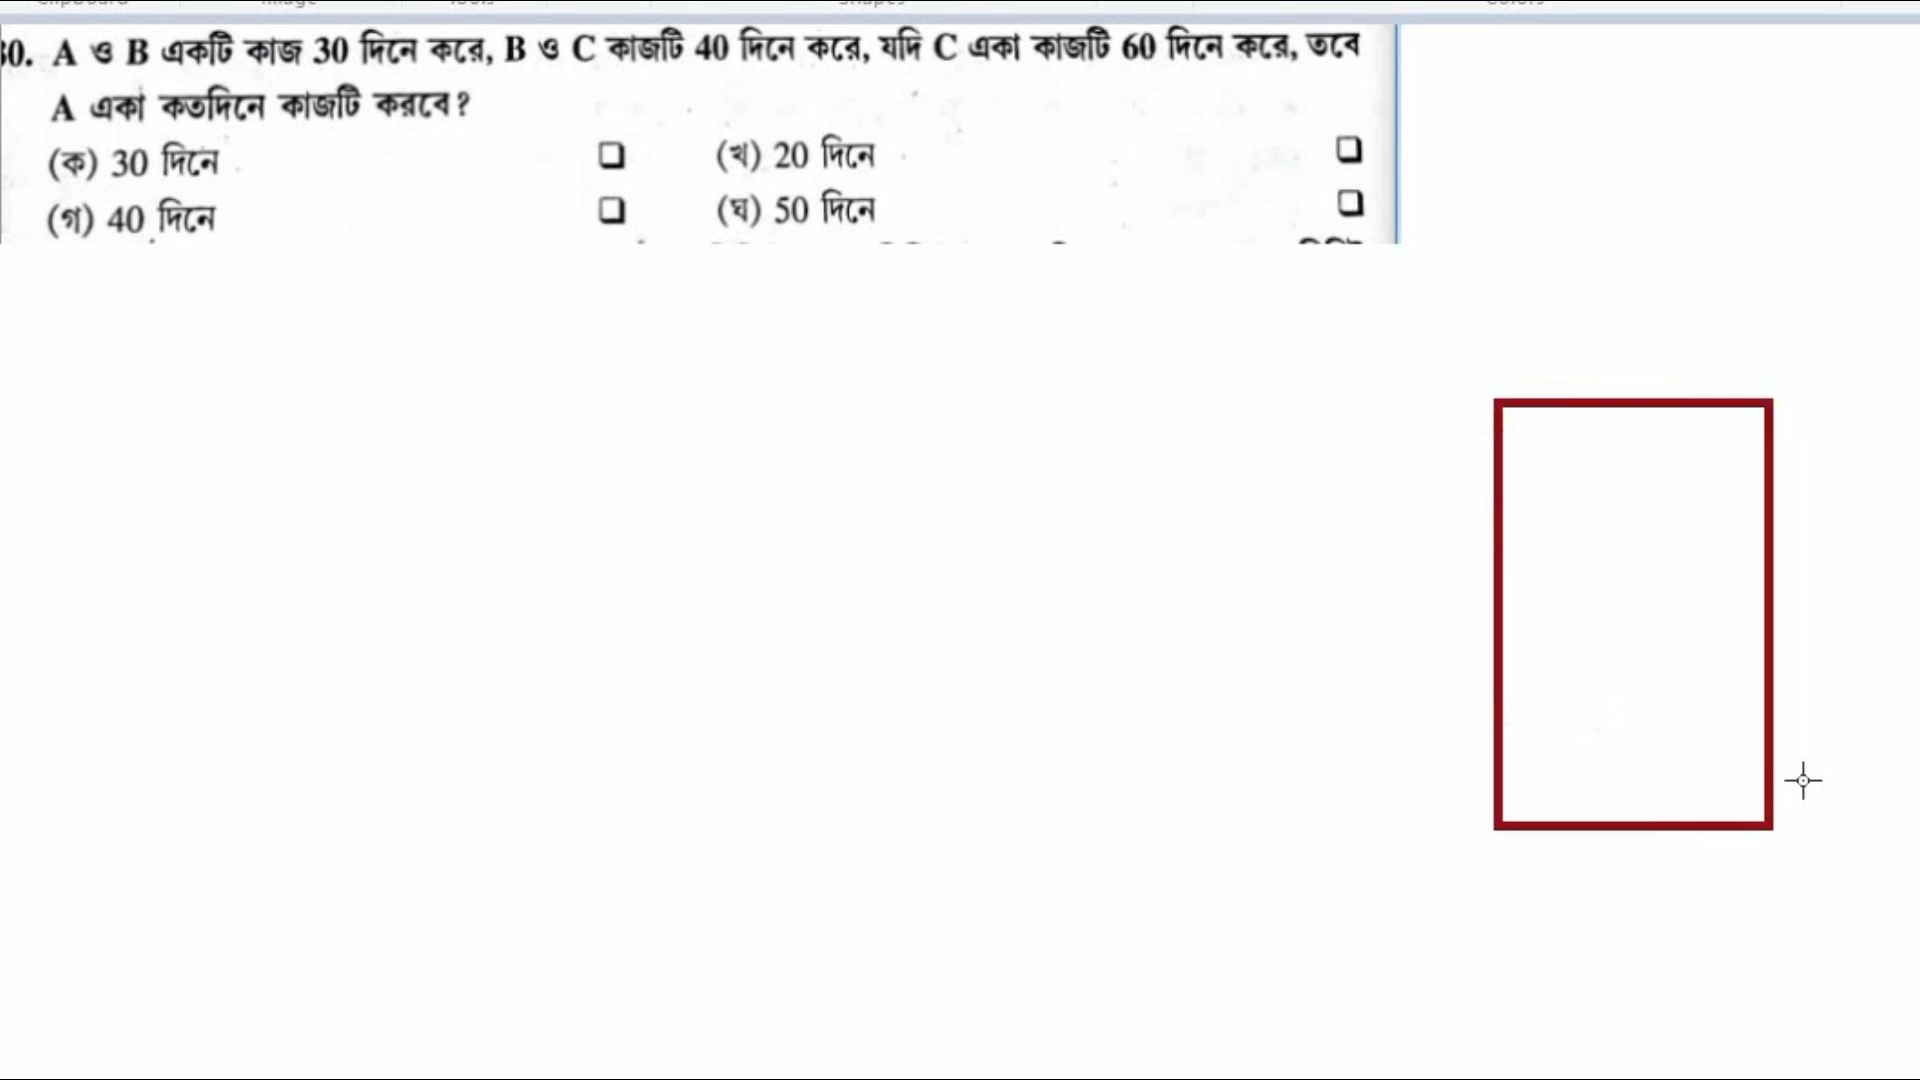 30. A ও B একটি কাজ 30 দিনে করে, B ও C কাজটি 40 দিনে করে, যদি C একা কাজটি 60 দিনে করে, তবে
A একা কতদিনে কাজটি করবে?
(ক) 30 দিনে ❏ (খ) 20 দিনে ❏
(গ) 40 দিনে ❏ (ঘ) 50 দিনে ❏